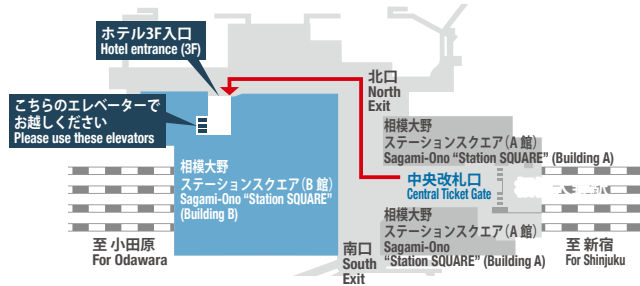 ホテル3F入口
Hotel entrance (3F)
こちらのエレベーターで
お越しください
Please use these elevators
北口
North
Exit
相模大野
ステーションスクエア(A館)
Sagami-Ono “Station SQUARE” (Building A)
相模大野
ステーションスクエア(B館)
Sagami-Ono “Station SQUARE”
(Building B)
中央改札口
Central Ticket Gate
相模大野
ステーションスクエア(A館)
Sagami-Ono
“Station SQUARE” (Building A)
至小田原
For Odawara
南口
South
Exit
至新宿
For Shinjuku